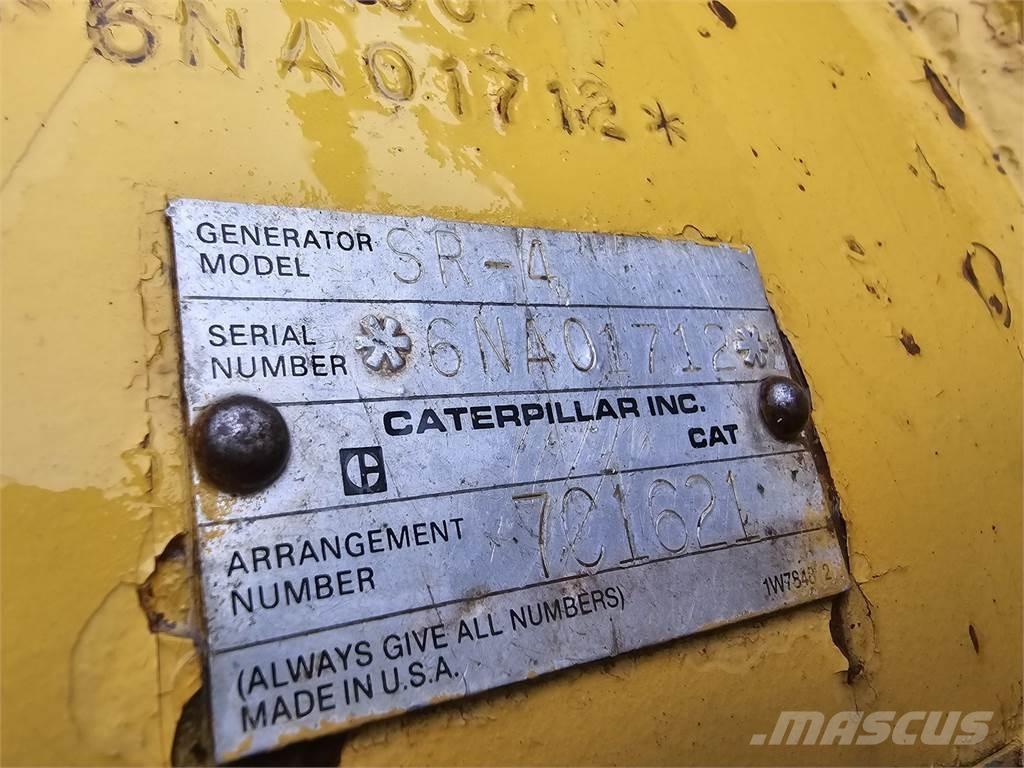 6NA01712*
GENERATOR MODEL SR-4
SERIAL NUMBER *6NA01712*
CATERPILLAR INC.
CAT
ARRANGEMENT NUMBER 7C1621
(ALWAYS GIVE ALL NUMBERS)
MADE IN U.S.A.
MASCUS